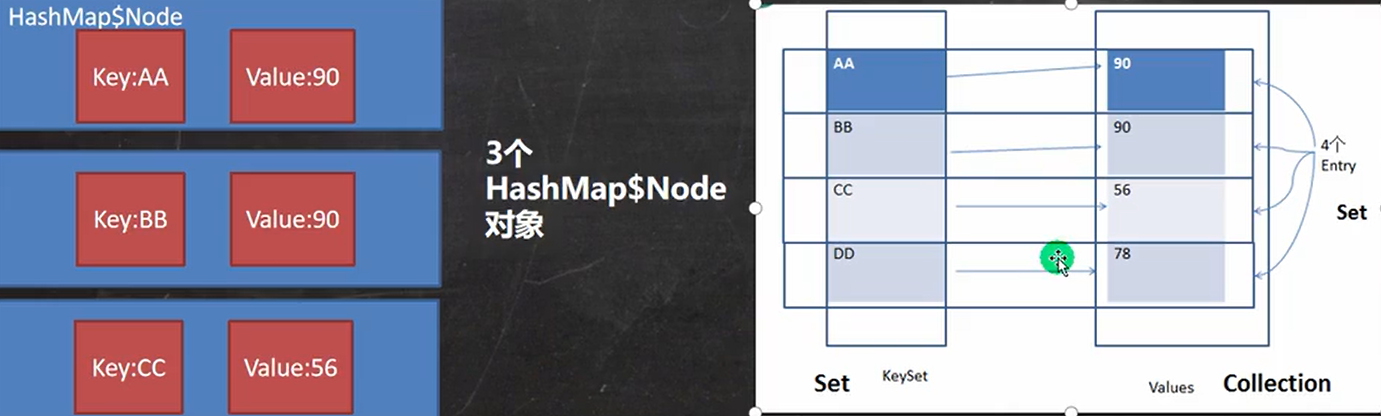 HashMap$Node
Key:AA
Value:90
Key:BB
Value:90
Key:CC
Value:56
3个
HashMap$Node
对象
AA
90
BB
90
CC
56
DD
78
4个
Entry
Set
Set
KeySet
Values
Collection